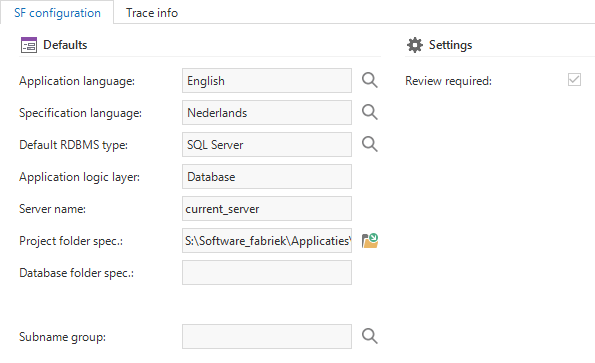 SF configuration
Trace info
Defaults
Settings
Application language: English
Review required:
Specification language: Nederlands
Default RDBMS type: SQL Server
Application logic layer: Database
Server name: current_server
Project folder spec.: S:\Software_fabriek\Applicaties\
Database folder spec.:
Subname group: